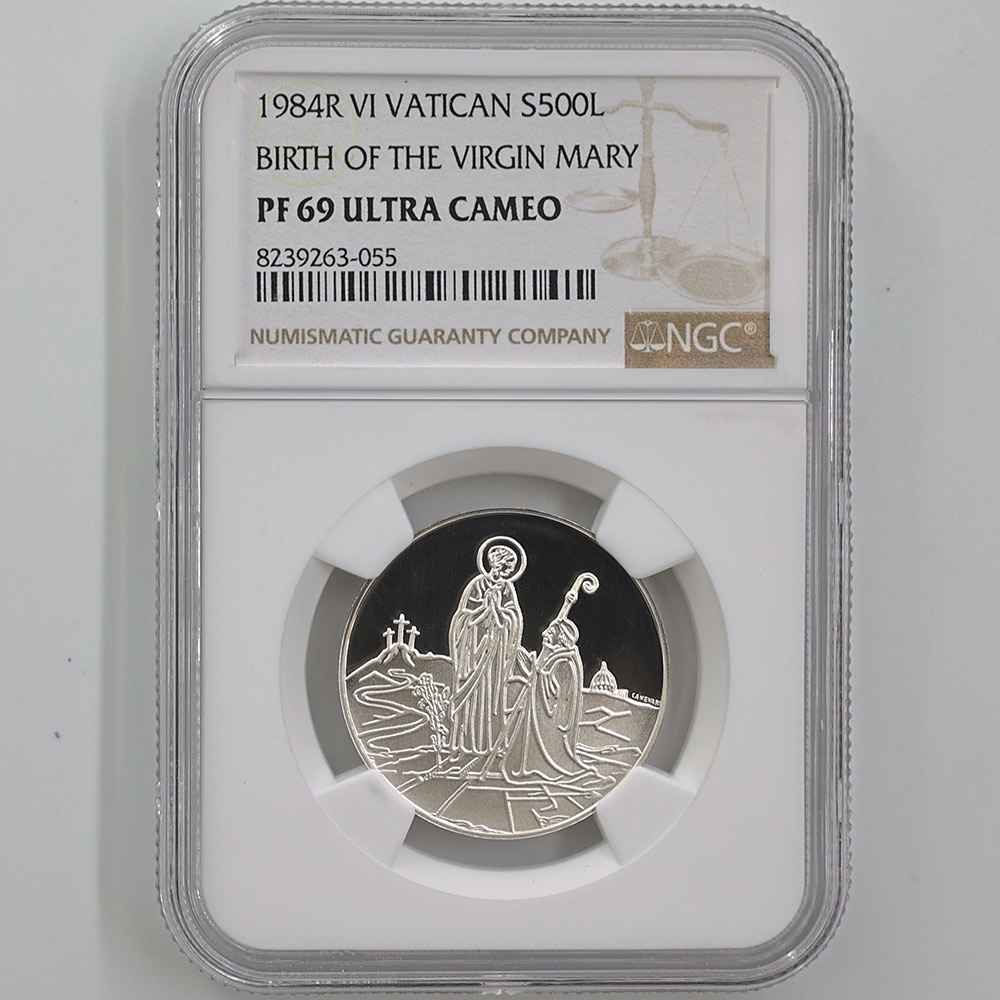 1984R VI VATICAN S500L
BIRTH OF THE VIRGIN MARY
PF 69 ULTRA CAMEO
8239263-055
NUMISMATIC GUARANTY COMPANY
NGC®